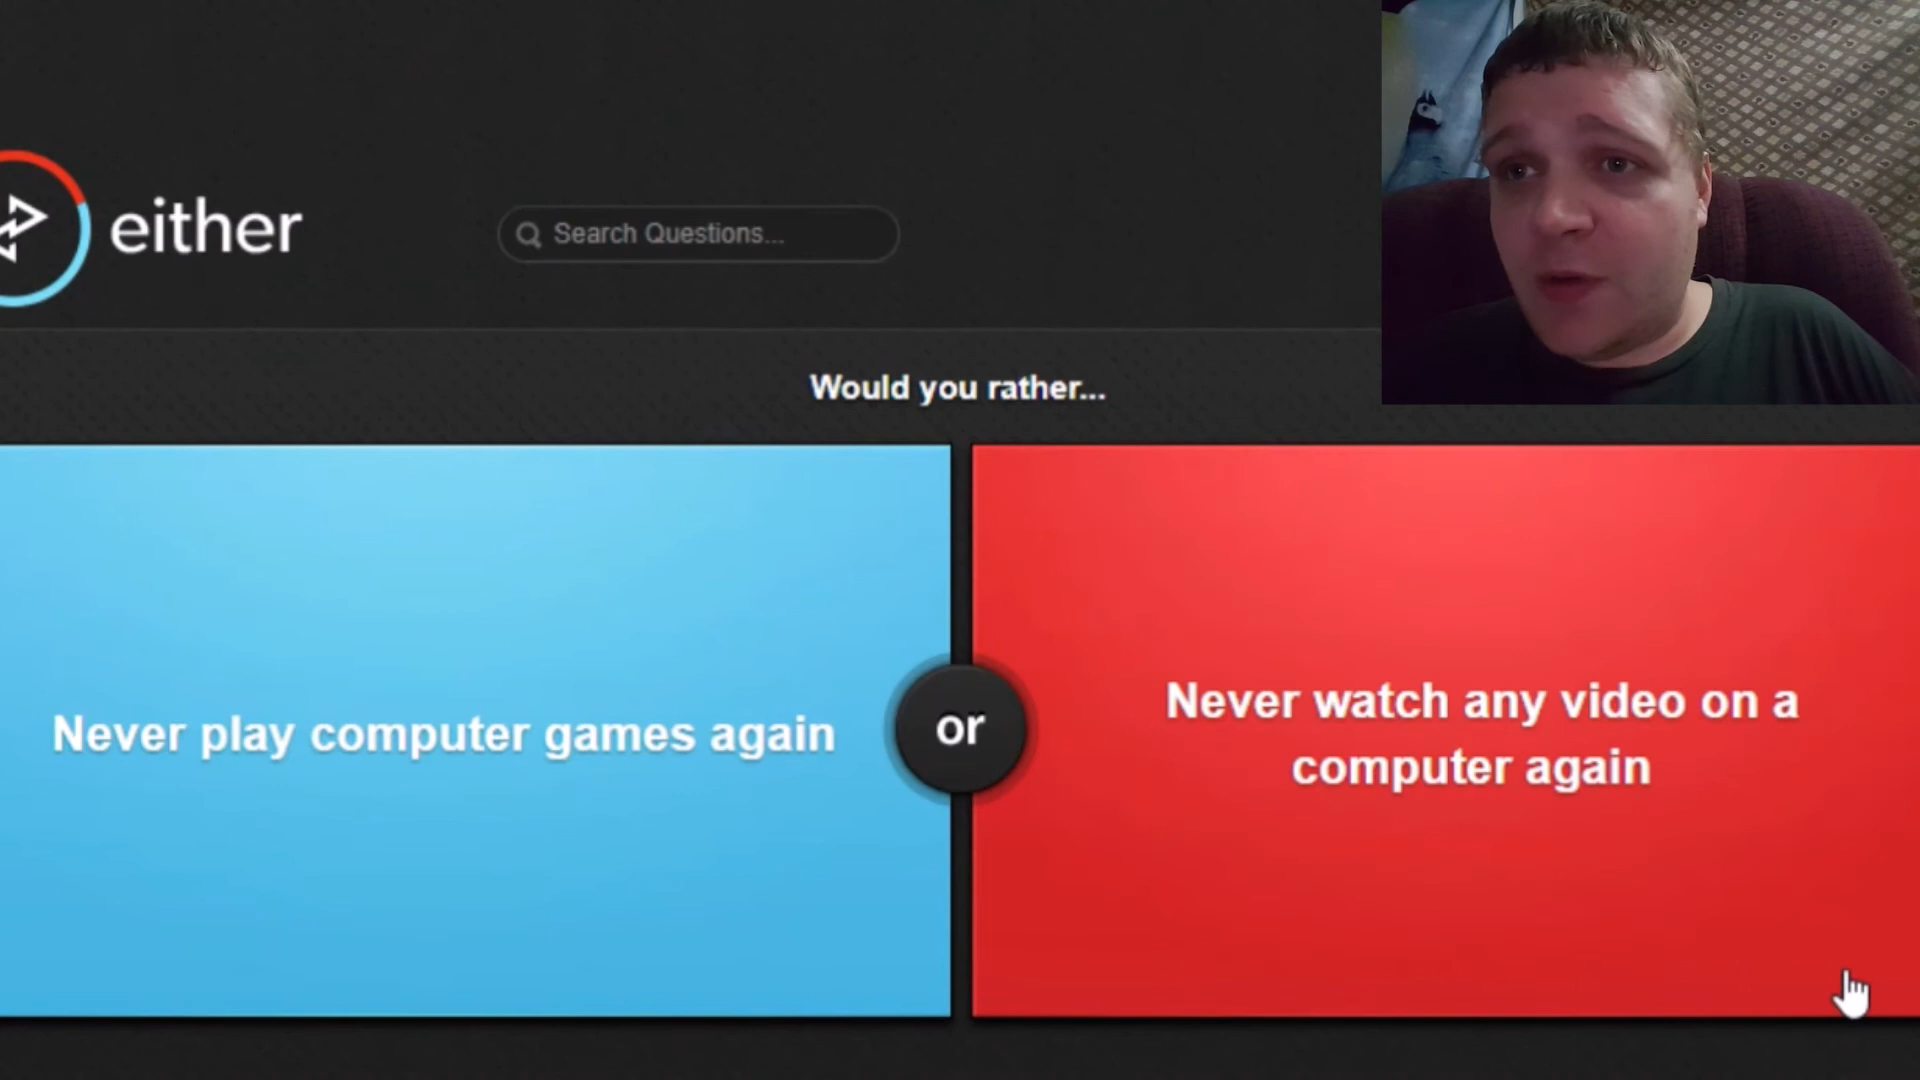 either
Search Questions...
Would you rather...
Never play computer games again
or
Never watch any video on a
computer again